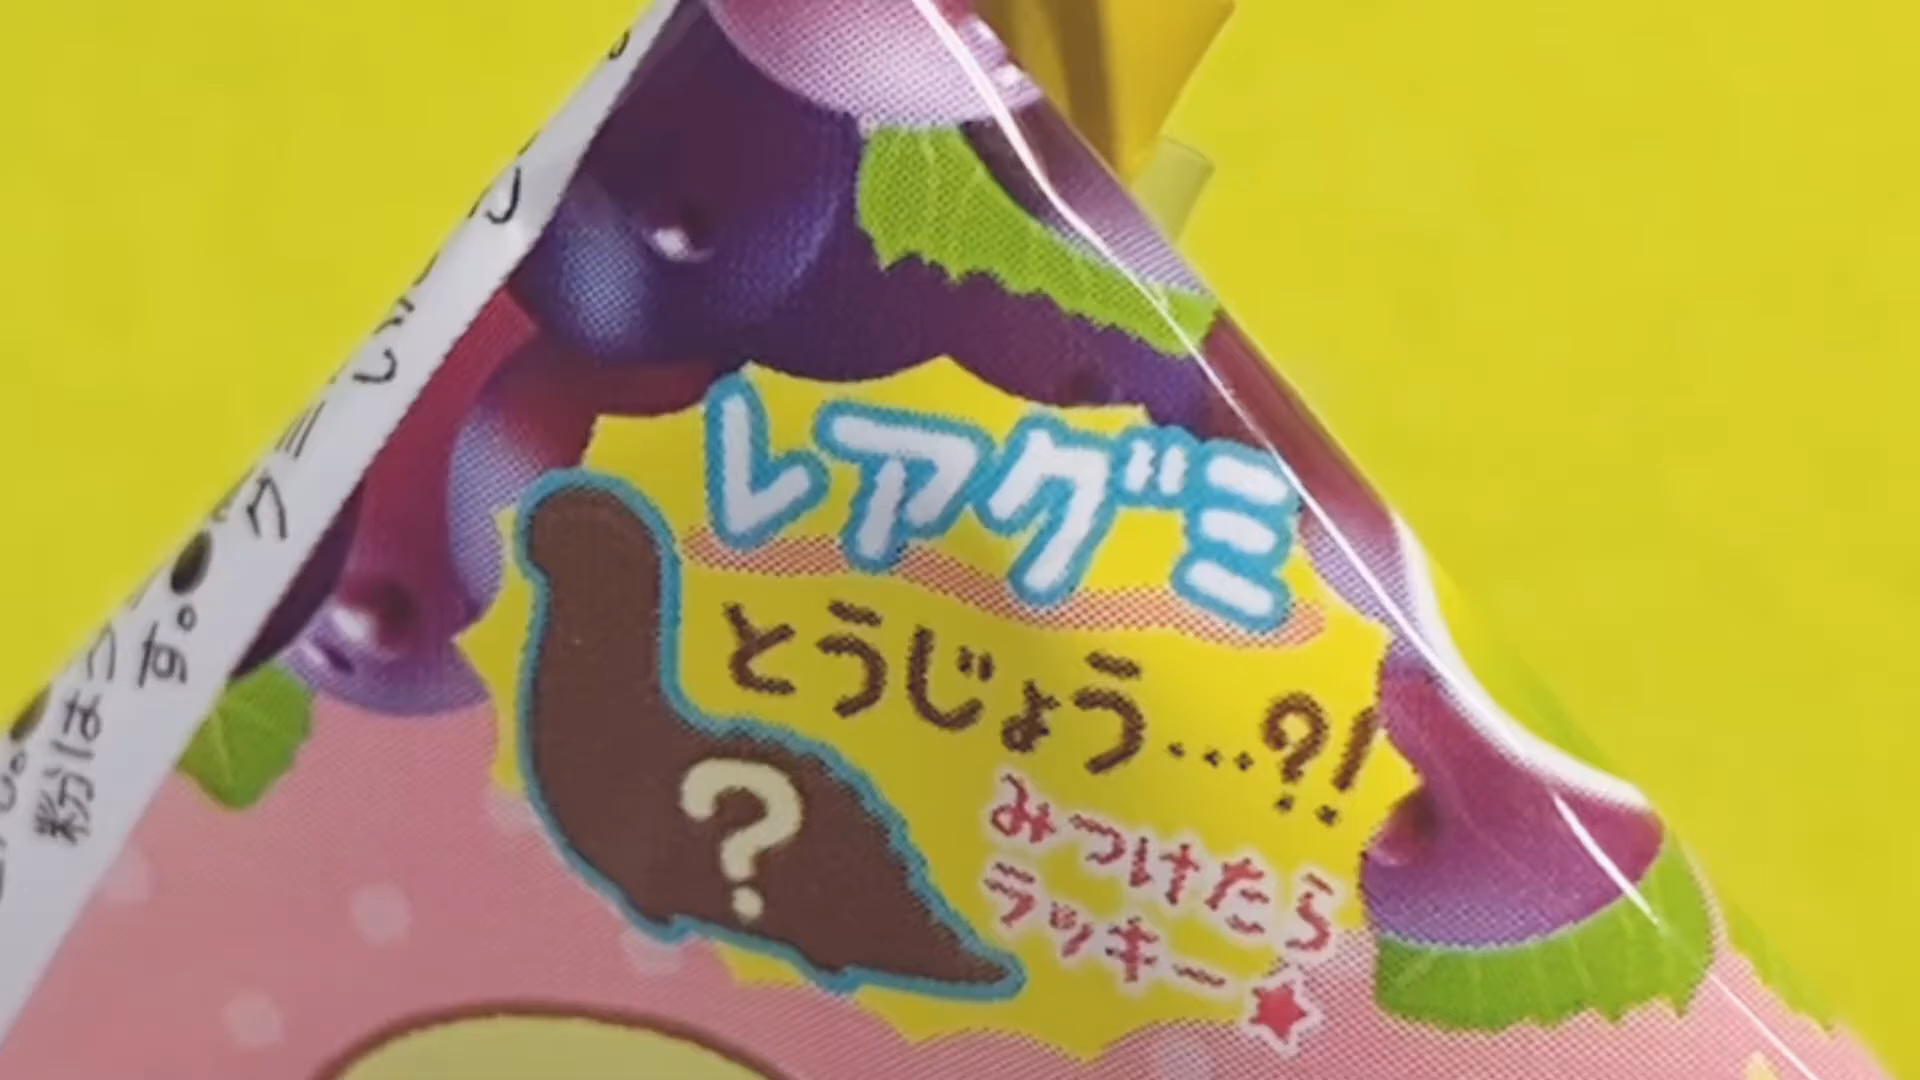 レアグミ
とうじょう…?!
?
みつけたら
ラッキー★
グミ
す。●
粉は